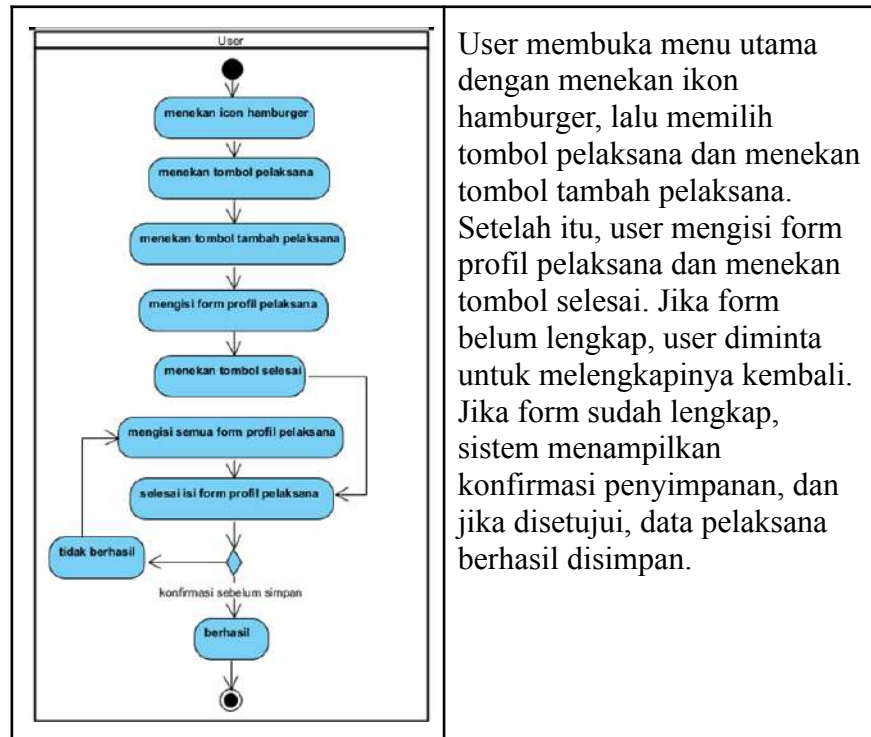 User
menekan icon hamburger
menekan tombol pelaksana
menekan tombol tambah pelaksana
mengisi form profil pelaksana
menekan tombol selesai
mengisi semua form profil pelaksana
selesai isi form profil pelaksana
tidak berhasil
konfirmasi sebelum simpan
berhasil
User membuka menu utama
dengan menekan ikon
hamburger, lalu memilih
tombol pelaksana dan menekan
tombol tambah pelaksana.
Setelah itu, user mengisi form
profil pelaksana dan menekan
tombol selesai. Jika form
belum lengkap, user diminta
untuk melengkapinya kembali.
Jika form sudah lengkap,
sistem menampilkan
konfirmasi penyimpanan, dan
jika disetujui, data pelaksana
berhasil disimpan.